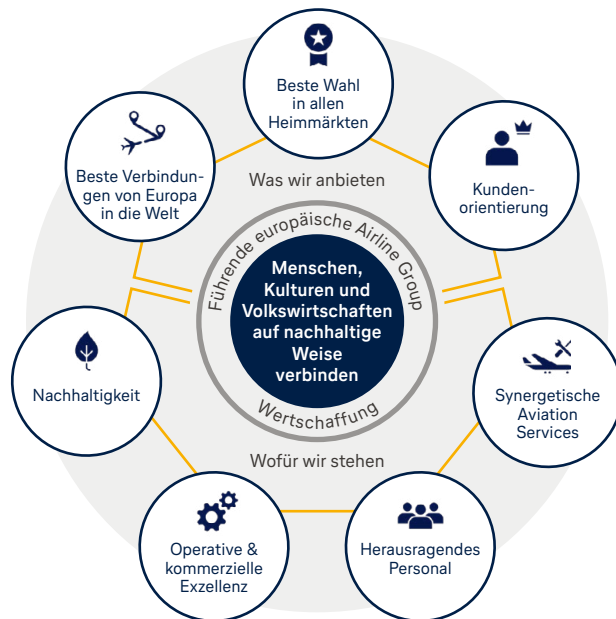 Beste Wahl
in allen
Heimmärkten
Beste Verbindun-
gen von Europa
in die Welt
Kunden-
orientierung
Was wir anbieten
Führende europäische Airline Group
Menschen,
Kulturen und
Volkswirtschaften
auf nachhaltige
Weise
verbinden
Wertschaffung
Nachhaltigkeit
Synergetische
Aviation
Services
Wofür wir stehen
Operative &
kommerzielle
Exzellenz
Herausragendes
Personal